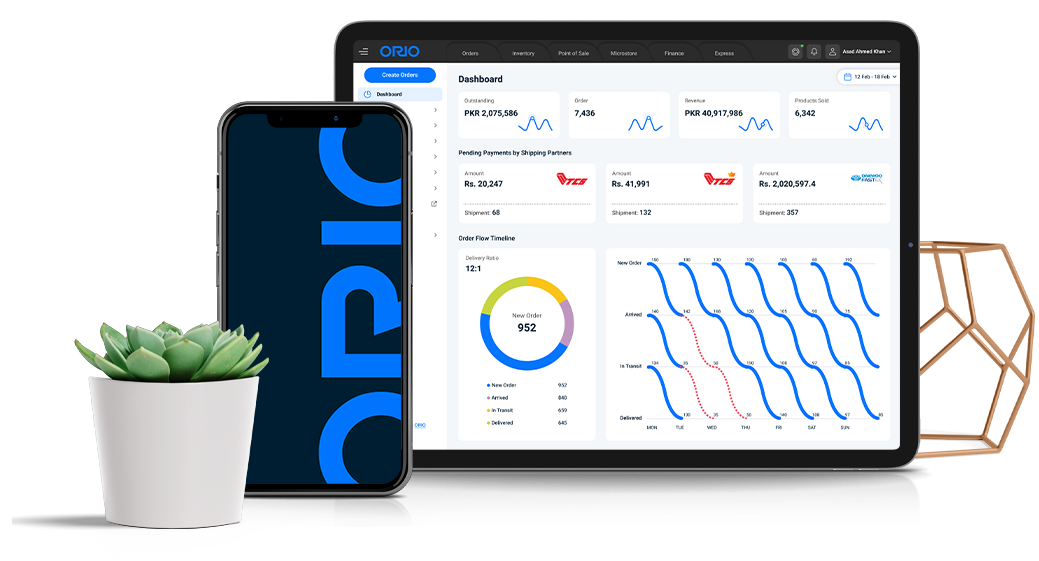 ORIO
Orders Inventory Point of Sale Microstore Finance Express
Asad Ahmed Khan
Create Orders
Dashboard
Dashboard
12 Feb - 18 Feb
Outstanding
PKR 2,075,586
Order
7,436
Revenue
PKR 40,917,986
Products Sold
6,342
Pending Payments by Shipping Partners
Amount
Rs. 20,247
TCS
Shipment: 68
Amount
Rs. 41,991
TCS
Shipment: 132
Amount
Rs. 2,020,597.4
DAEWOO
FASTEX
Shipment: 357
Order Flow Timeline
Delivery Ratio
12:1
New Order
952
New Order 952
Arrived 840
In Transit 659
Delivered 645
New Order
Arrived
In Transit
Delivered
MON TUE WED THU FRI SAT SUN
ORIO
ORIO